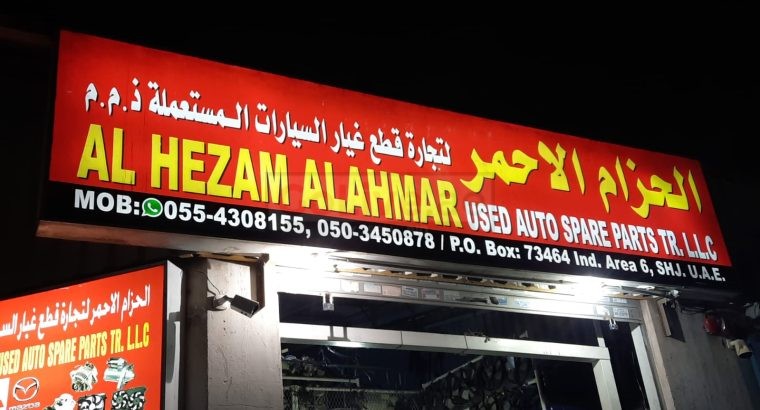 الحزام الاحمر لتجارة قطع غيار السيارات المستعملة ذ.م.م
AL HEZAM ALAHMAR USED AUTO SPARE PARTS TR. L.L.C
MOB: 055-4308155, 050-3450878 / P.O. Box: 73464 Ind. Area 6, SHJ. U.A.E.
الحزام الاحمر لتجارة قطع غيار
USED AUTO SPARE PARTS TR. L.L.C
mazda